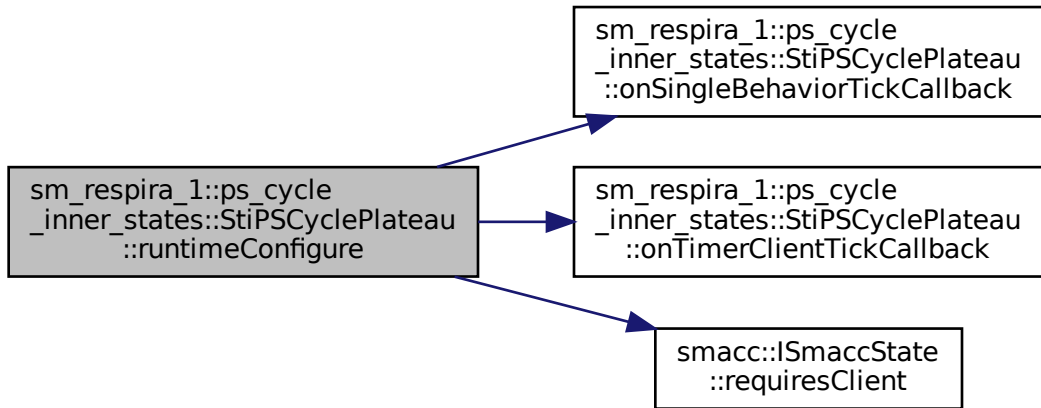 sm_respira_1::ps_cycle
_inner_states::StiPSCyclePlateau
::runtimeConfigure
sm_respira_1::ps_cycle
_inner_states::StiPSCyclePlateau
::onSingleBehaviorTickCallback
sm_respira_1::ps_cycle
_inner_states::StiPSCyclePlateau
::onTimerClientTickCallback
smacc::ISmaccState
::requiresClient